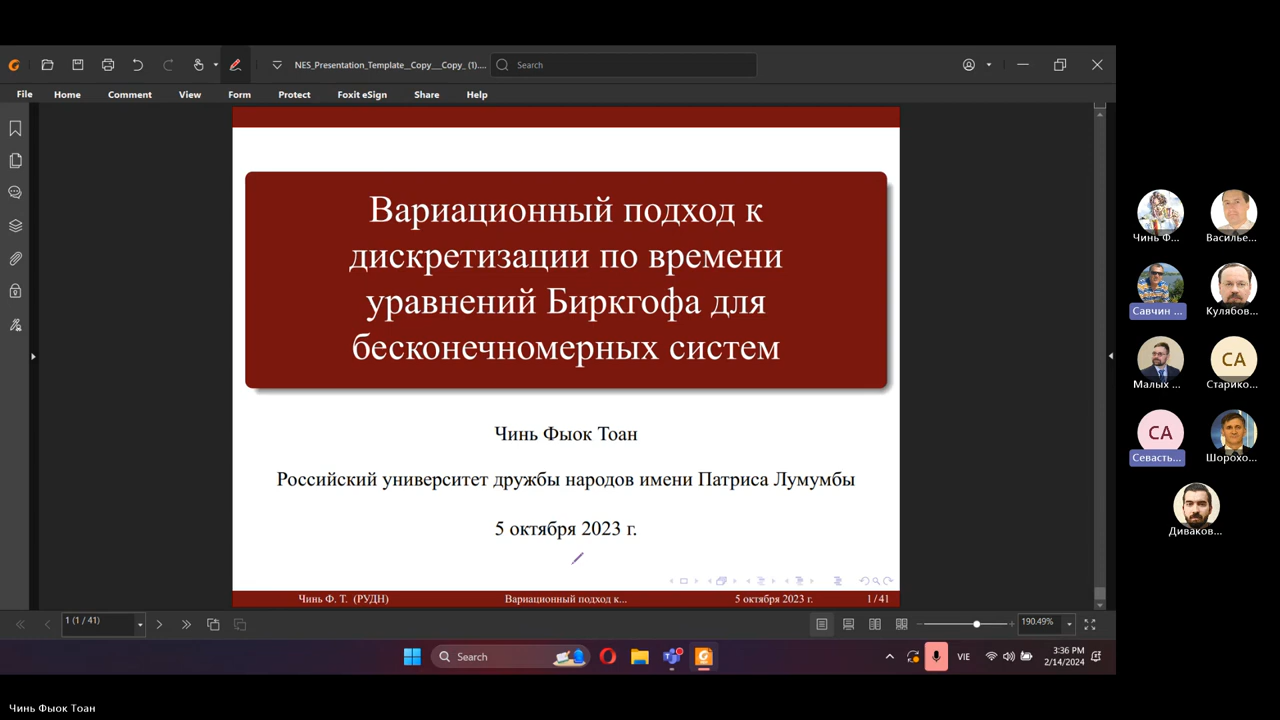 NES_Presentation_Template__Copy___Copy_ (1)....
Search
File Home Comment View Form Protect Foxit eSign Share Help
Вариационный подход к
дискретизации по времени
уравнений Биркгофа для
бесконечномерных систем
Чинь Фыок Тоан
Российский университет дружбы народов имени Патриса Лумумбы
5 октября 2023 г.
Чинь Ф. Т. (РУДН) Вариационный подход к... 5 октября 2023 г. 1 / 41
1 (1 / 41)
190.49%
Search
VIE
3:36 PM
2/14/2024
Чинь Ф...
Василье...
Савчин ...
Кулябов...
Малых ...
СА
Старико...
СА
Севасть...
Шорохо...
Диваков...
Чинь Фыок Тоан